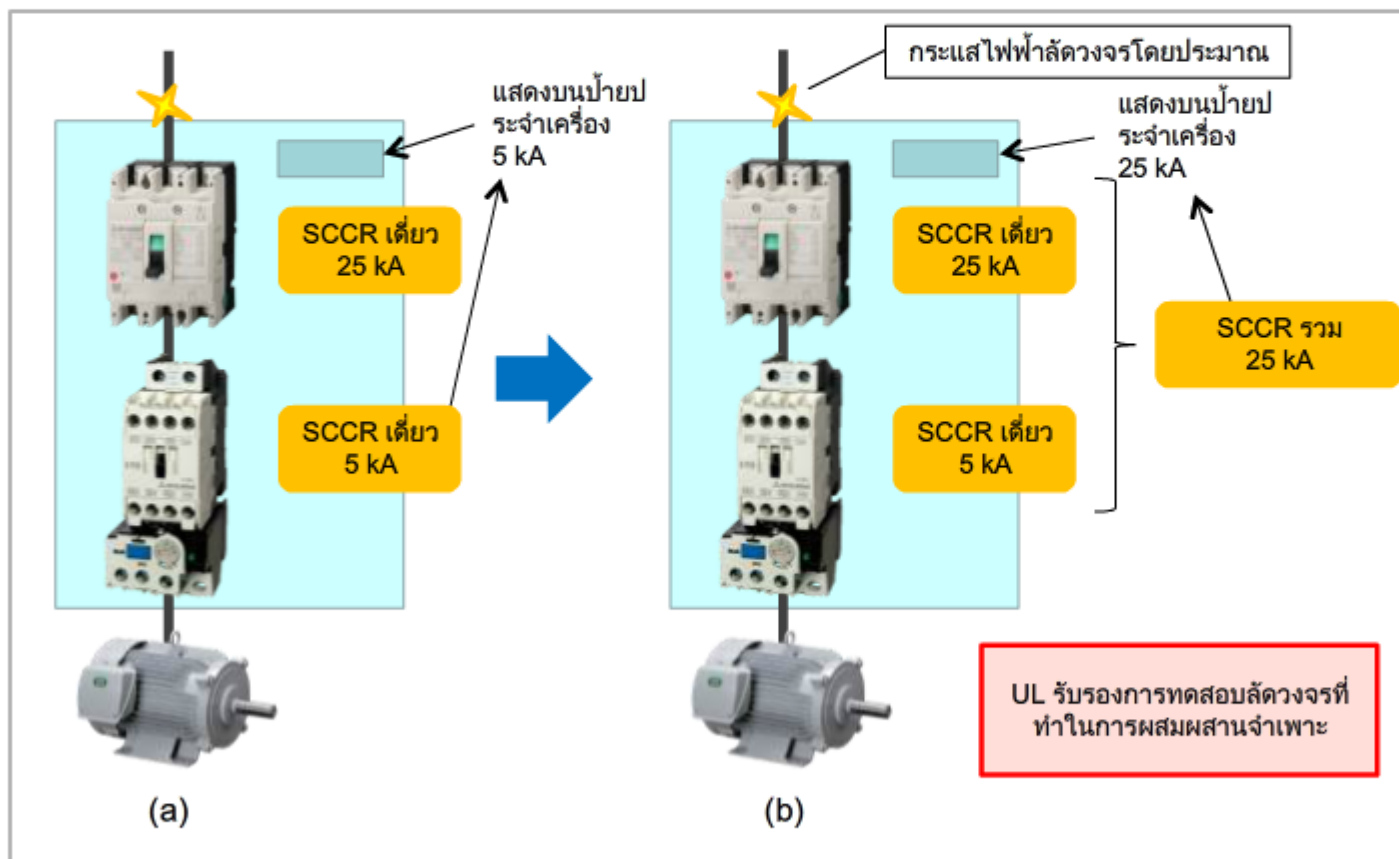 กระแสไฟฟ้าลัดวงจรโดยประมาณ
แสดงบนป้ายป
ระจำเครื่อง
5 kA
SCCR เดี่ยว
25 kA
SCCR เดี่ยว
5 kA
(a)
แสดงบนป้ายป
ระจำเครื่อง
25 kA
SCCR เดี่ยว
25 kA
SCCR เดี่ยว
5 kA
SCCR รวม
25 kA
UL รับรองการทดสอบลัดวงจรที่
ทำในการผสมผสานจำเพาะ
(b)